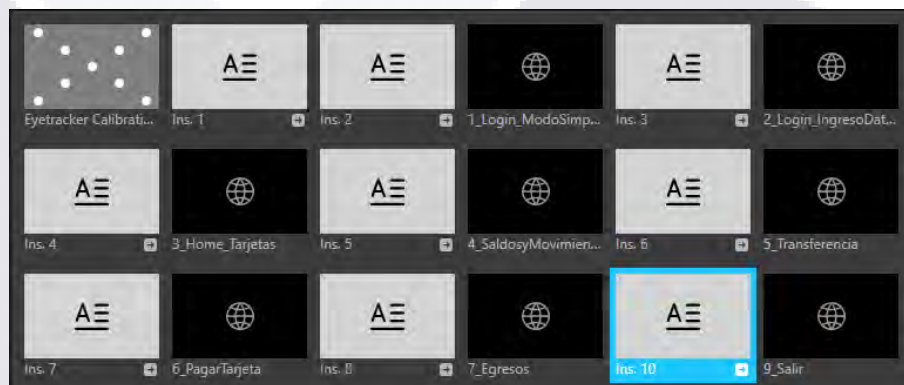 Eyetracker Calibrati... Ins. 1 Ins. 2 1_Login_ModoSimp... Ins. 3 2_Login_IngresoDat...
Ins. 4 3_Home_Tarjetas Ins. 5 4_SaldosyMovimien... Ins. 6 5_Transferencia
Ins. 7 6_PagarTarjeta Ins. 8 7_Egresos Ins. 10 9_Salir